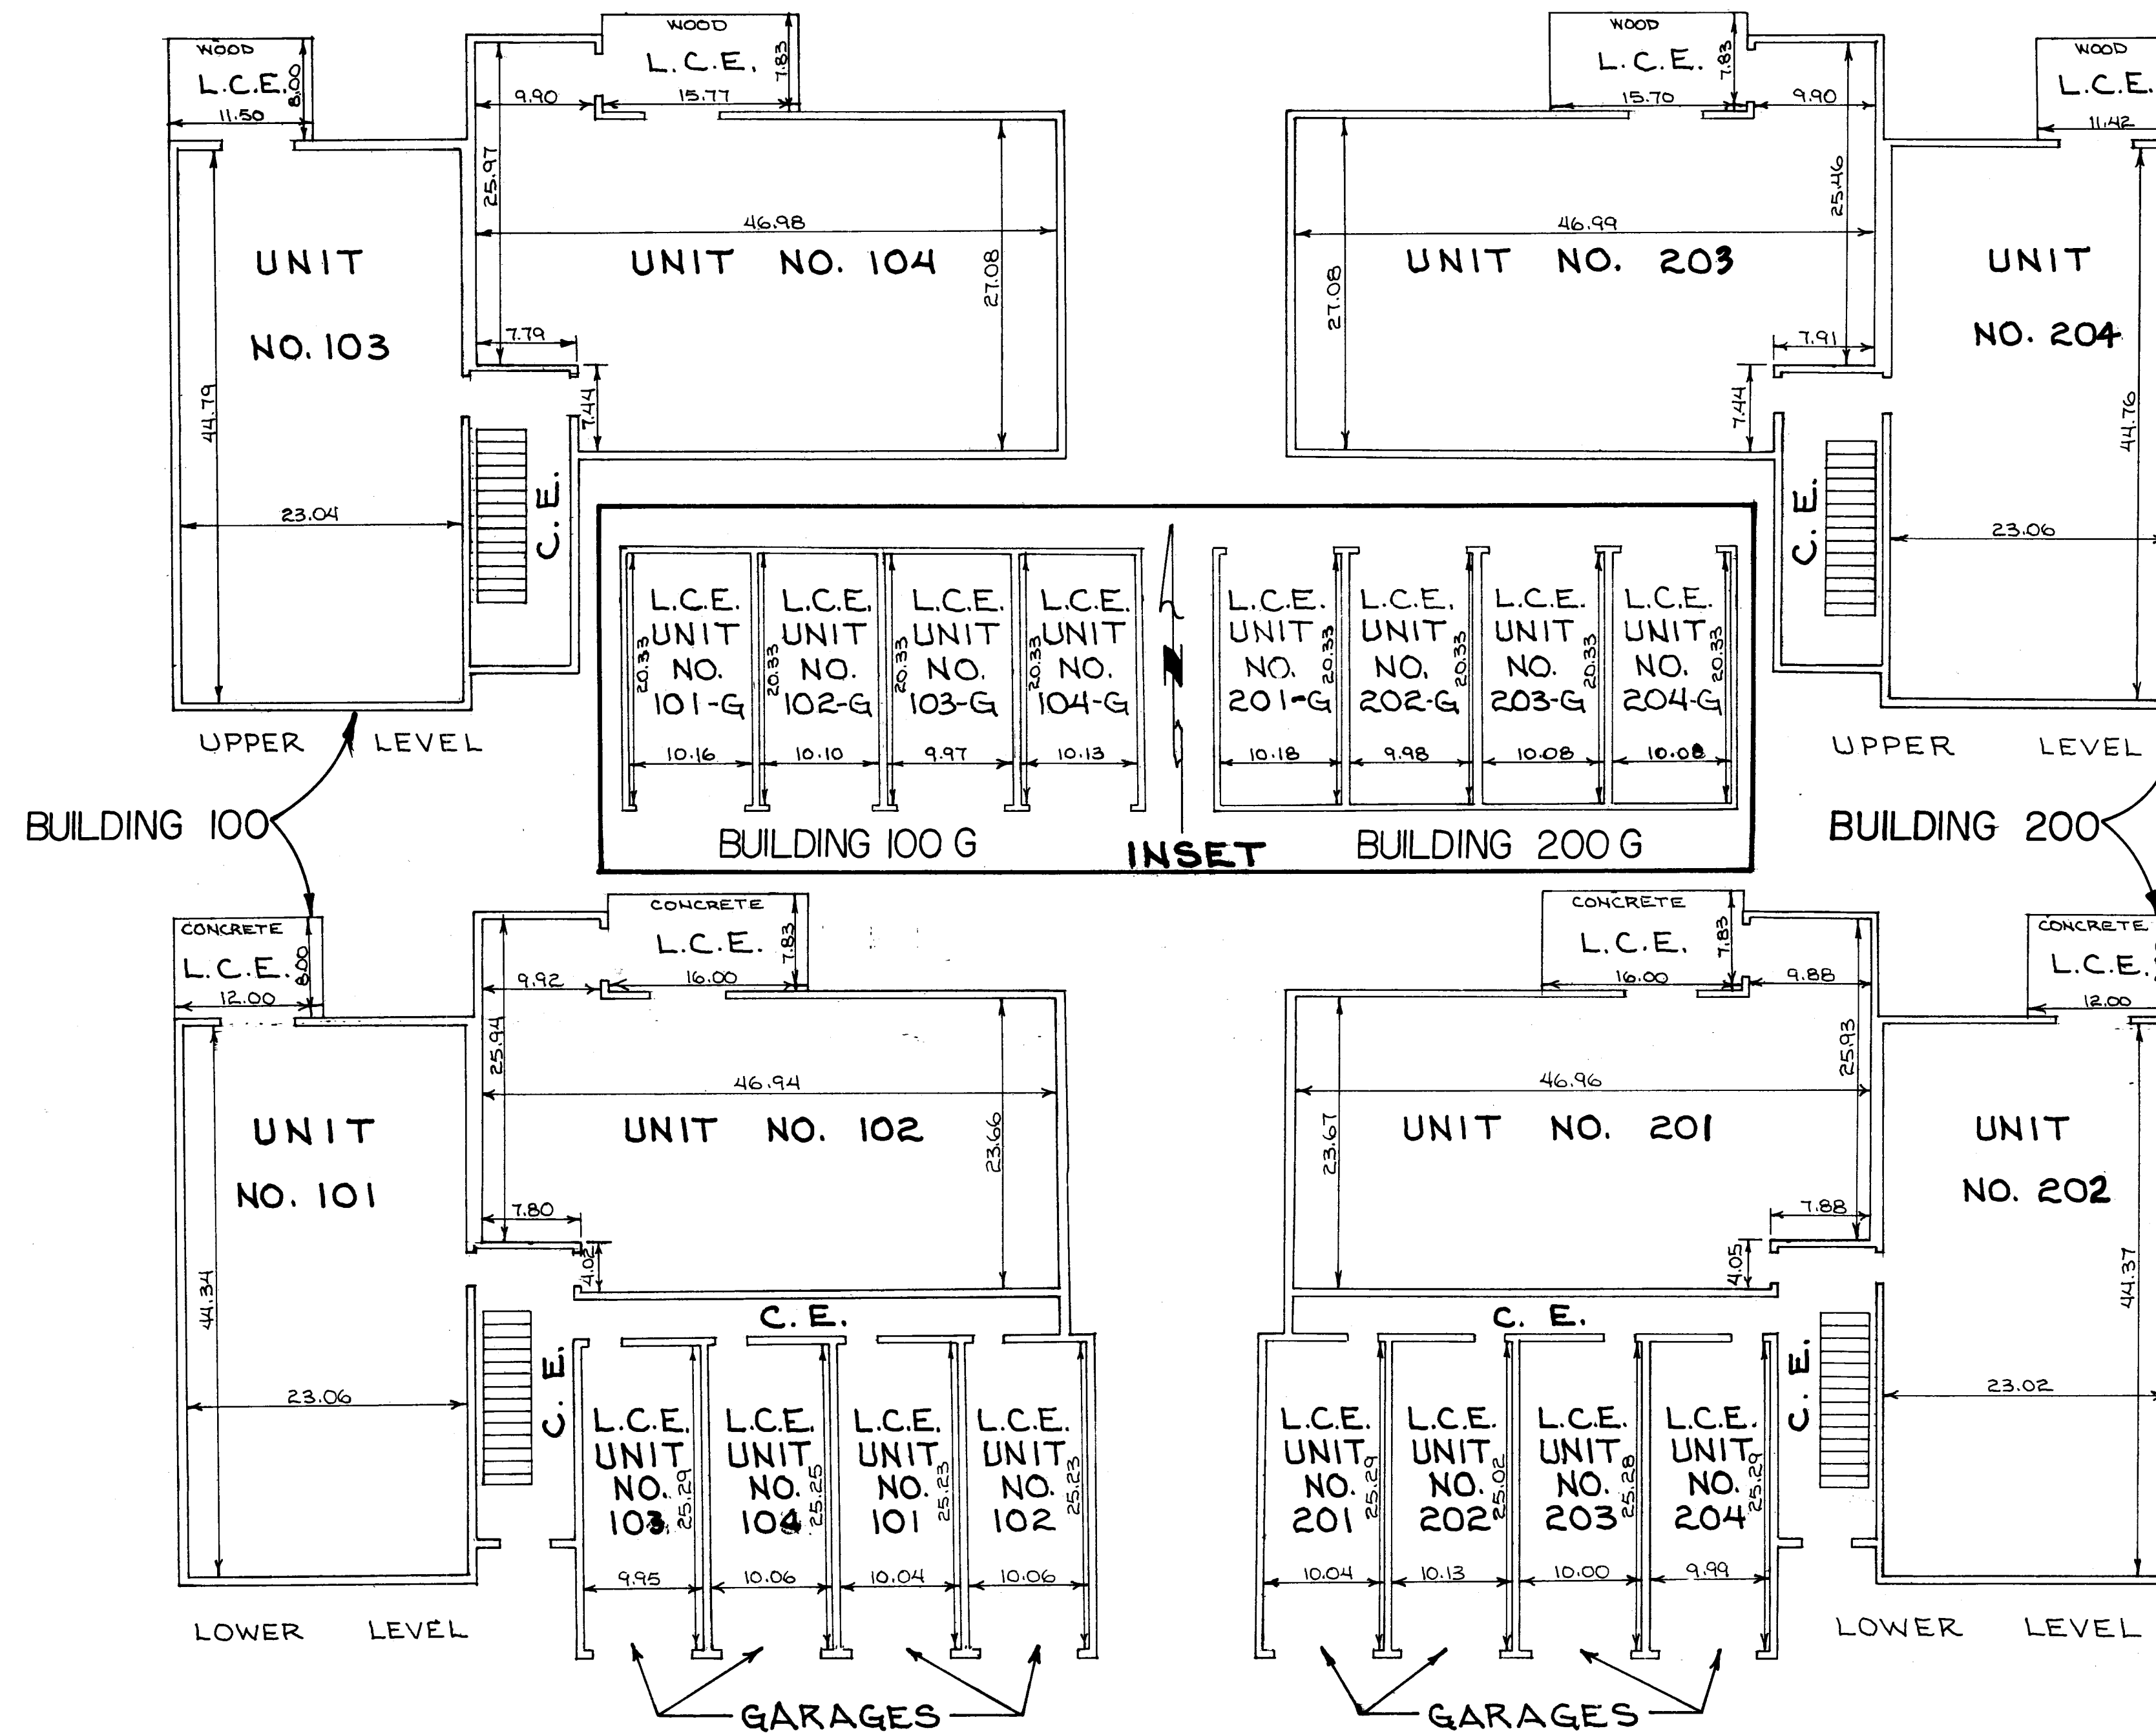 WOOD
L.C.E.
8.00
11.50
WOOD
L.C.E.
7.83
9.90
15.77
25.97
46.98
27.08
UNIT
NO. 103
UNIT NO. 104
7.79
7.44
44.79
23.04
C.E.
UPPER LEVEL
WOOD
L.C.E.
7.83
15.70
9.90
WOOD
L.C.E.
11.42
46.99
25.46
27.08
UNIT NO. 203
UNIT
NO. 204
7.91
7.44
44.76
C.E.
23.06
UPPER LEVEL
L.C.E.
UNIT
NO.
101-G
20.33
10.16
L.C.E.
UNIT
NO.
102-G
20.33
10.10
L.C.E.
UNIT
NO.
103-G
20.33
9.97
L.C.E.
UNIT
NO.
104-G
20.33
10.13
N
L.C.E.
UNIT
NO.
201-G
20.33
10.18
L.C.E.
UNIT
NO.
202-G
20.33
9.98
L.C.E.
UNIT
NO.
203-G
20.33
10.08
L.C.E.
UNIT
NO.
204-G
20.33
10.08
BUILDING 100 G
INSET
BUILDING 200 G
BUILDING 100
BUILDING 200
CONCRETE
L.C.E.
8.00
12.00
CONCRETE
L.C.E.
7.83
9.92
16.00
25.94
46.94
23.66
UNIT
NO. 101
UNIT NO. 102
7.80
4.02
44.34
23.06
C.E.
C. E.
L.C.E.
UNIT
NO.
103
25.29
9.95
L.C.E.
UNIT
NO.
104
25.25
10.06
L.C.E.
UNIT
NO.
101
25.23
10.04
L.C.E.
UNIT
NO.
102
25.23
10.06
LOWER LEVEL
GARAGES
CONCRETE
L.C.E.
7.83
16.00
9.88
CONCRETE
L.C.E.
12.00
25.93
46.96
23.67
UNIT NO. 201
UNIT
NO. 202
7.88
4.05
44.37
C. E.
C. E.
23.02
L.C.E.
UNIT
NO.
201
25.29
10.04
L.C.E.
UNIT
NO.
202
25.02
10.13
L.C.E.
UNIT
NO.
203
25.28
10.00
L.C.E.
UNIT
NO.
204
25.29
9.99
LOWER LEVEL
GARAGES